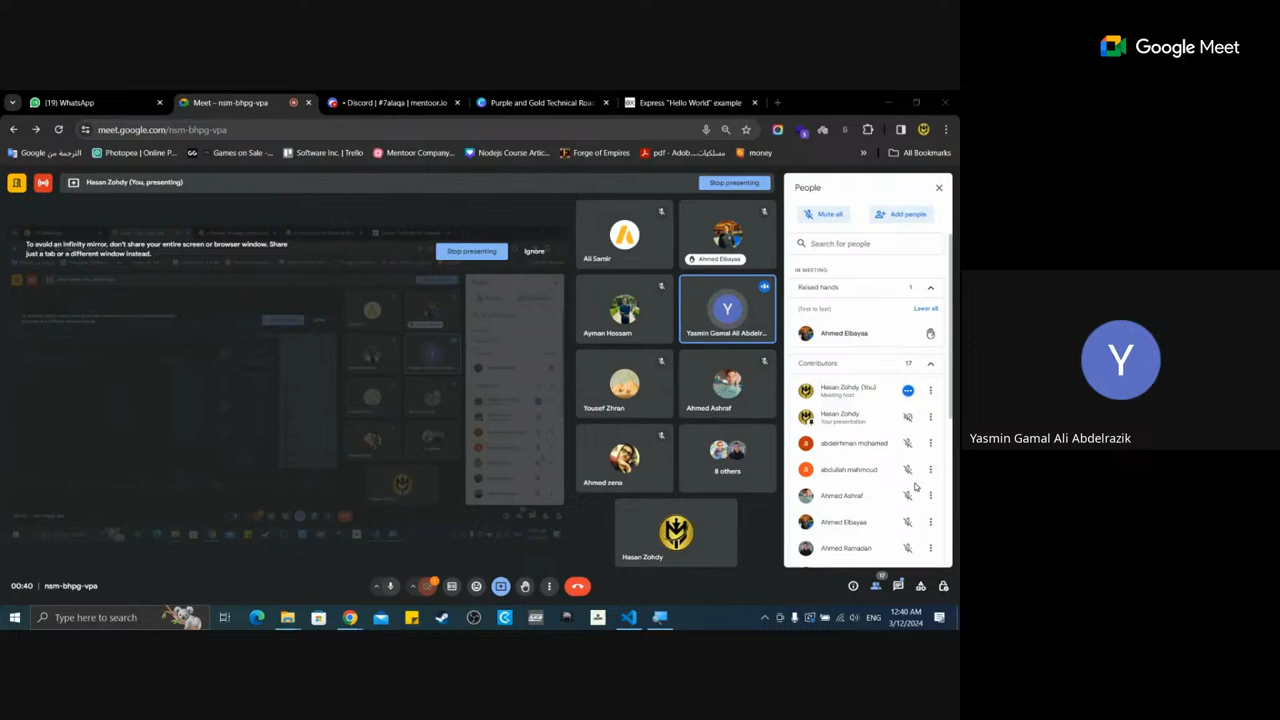 Google Meet
(19) WhatsApp
Meet – nsm-bhpg-vpa
• Discord | #7alaqa | mentoor.io
Purple and Gold Technical Roa
Express "Hello World" example
meet.google.com/nsm-bhpg-vpa
الترجمة من Google
Photopea | Online P...
Games on Sale -...
Software Inc. | Trello
Mentoor Company...
Nodejs Course Artic...
Forge of Empires
مسلكيات.pdf - Adob...
money
»
All Bookmarks
Hasan Zohdy (You, presenting)
Stop presenting
To avoid an infinity mirror, don't share your entire screen or browser window. Share
just a tab or a different window instead.
Stop presenting
Ignore
Ali Samir
Ahmed Elbayaa
Ayman Hossam
Y
Yasmin Gamal Ali Abdelr...
Yousef Zhran
Ahmed Ashraf
Ahmed zena
8 others
Hasan Zohdy
People
Mute all
Add people
Search for people
IN MEETING
Raised hands
1
(First to last)
Lower all
Ahmed Elbayaa
Contributors
17
Hasan Zohdy (You)
Meeting host
Hasan Zohdy
Your presentation
a
abdelrhman mohamed
a
abdullah mahmoud
Ahmed Ashraf
Ahmed Elbayaa
Ahmed Ramadan
Y
Yasmin Gamal Ali Abdelrazik
00:40 | nsm-bhpg-vpa
17
Type here to search
ENG
12:40 AM
3/12/2024